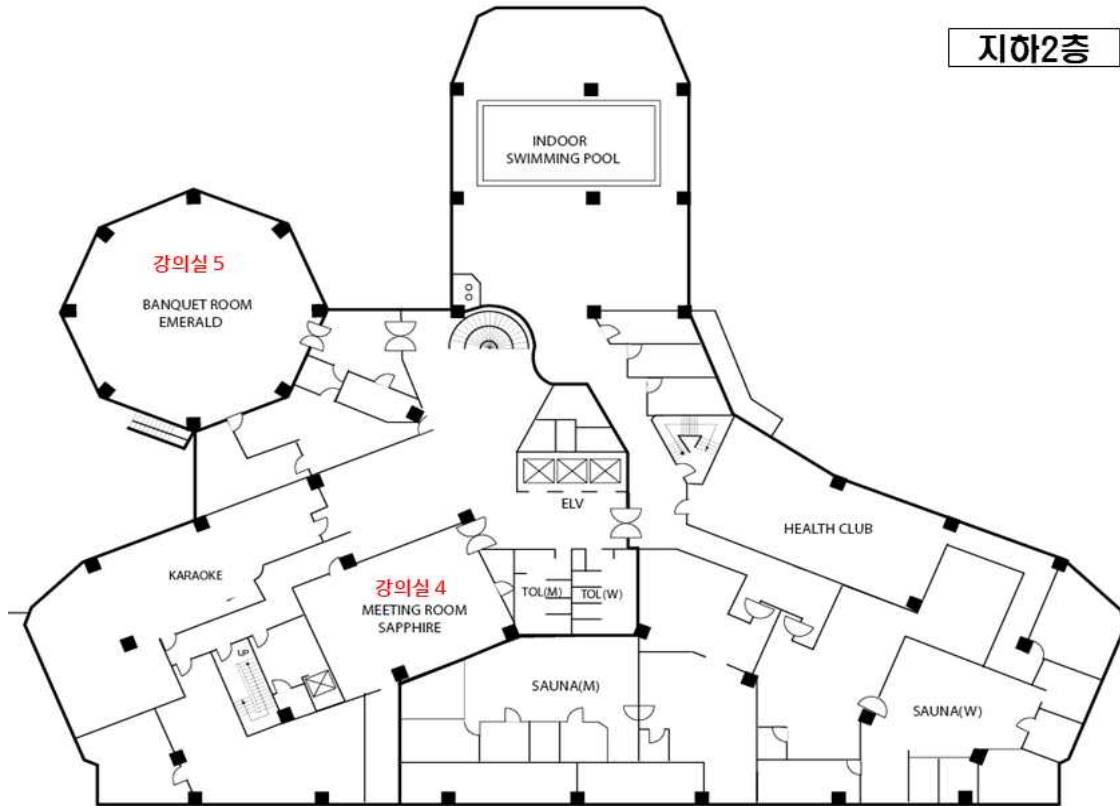 지하2층
INDOOR
SWIMMING POOL
강의실 5
BANQUET ROOM
EMERALD
ELV
HEALTH CLUB
KARAOKE
강의실 4
MEETING ROOM
SAPPHIRE
TOL(M)
TOL(W)
UP
SAUNA(M)
SAUNA(W)